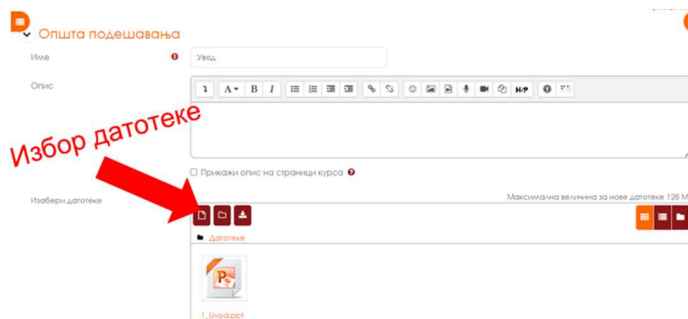 Општа подешавања
Име
Увод
Опис
Избор датотеке
Прикажи опис на страници курса
Изабери датотеке
Максимална величина за нове датотеке: 128 M
Датотеке
1_Uvod.ppt